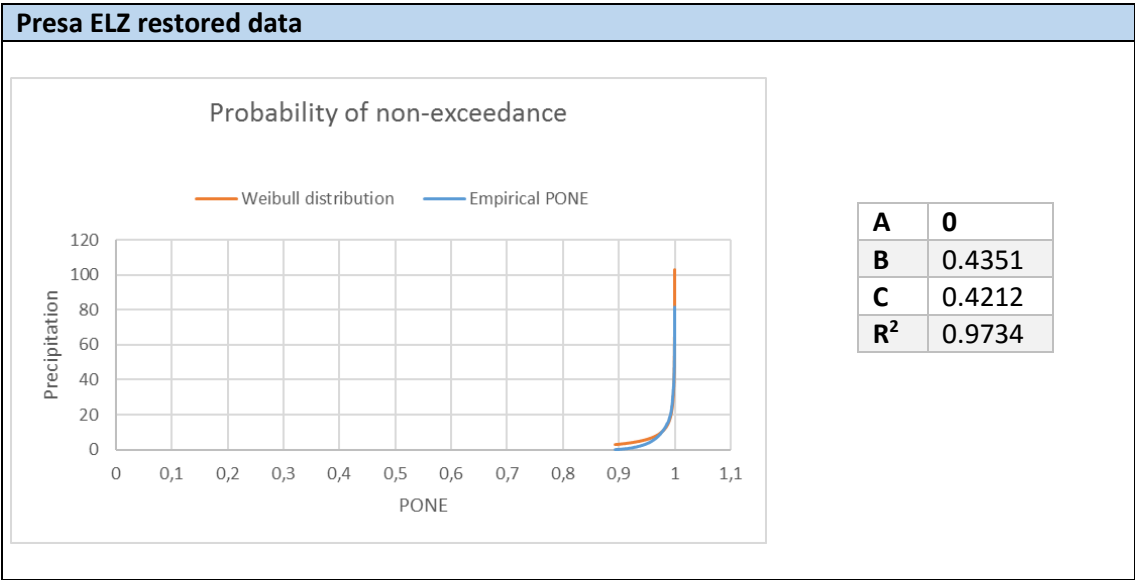 Presa ELZ restored data
Probability of non-exceedance
Weibull distribution Empirical PONE
120
100
80
60
40
20
0
Precipitation
0 0,1 0,2 0,3 0,4 0,5 0,6 0,7 0,8 0,9 1 1,1
PONE
A 0
B 0.4351
C 0.4212
R² 0.9734